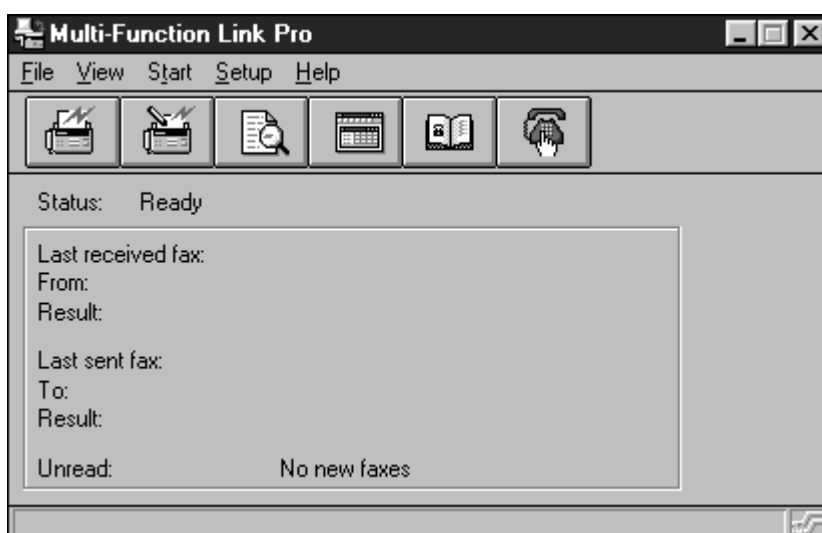 Multi-Function Link Pro
File View Start Setup Help
Status: Ready
Last received fax:
From:
Result:
Last sent fax:
To:
Result:
Unread: No new faxes